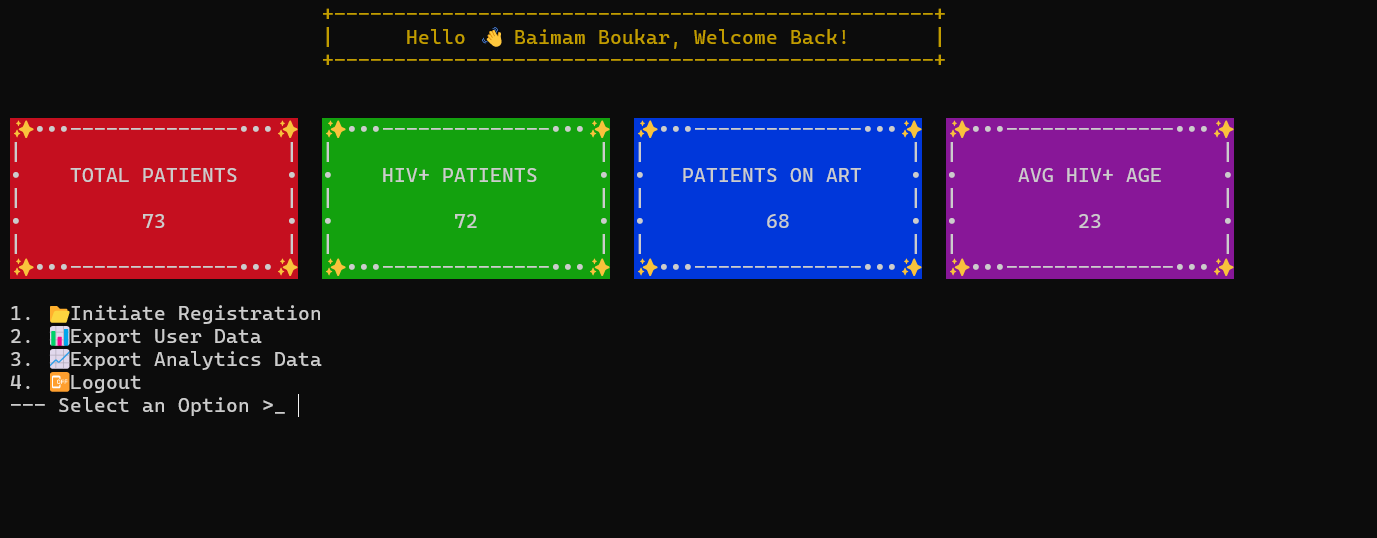 Hello 👋 Baimam Boukar, Welcome Back!
TOTAL PATIENTS
73
HIV+ PATIENTS
72
PATIENTS ON ART
68
AVG HIV+ AGE
23
1. 📂Initiate Registration
2. 📊Export User Data
3. 📈Export Analytics Data
4. 📴Logout
--- Select an Option >_